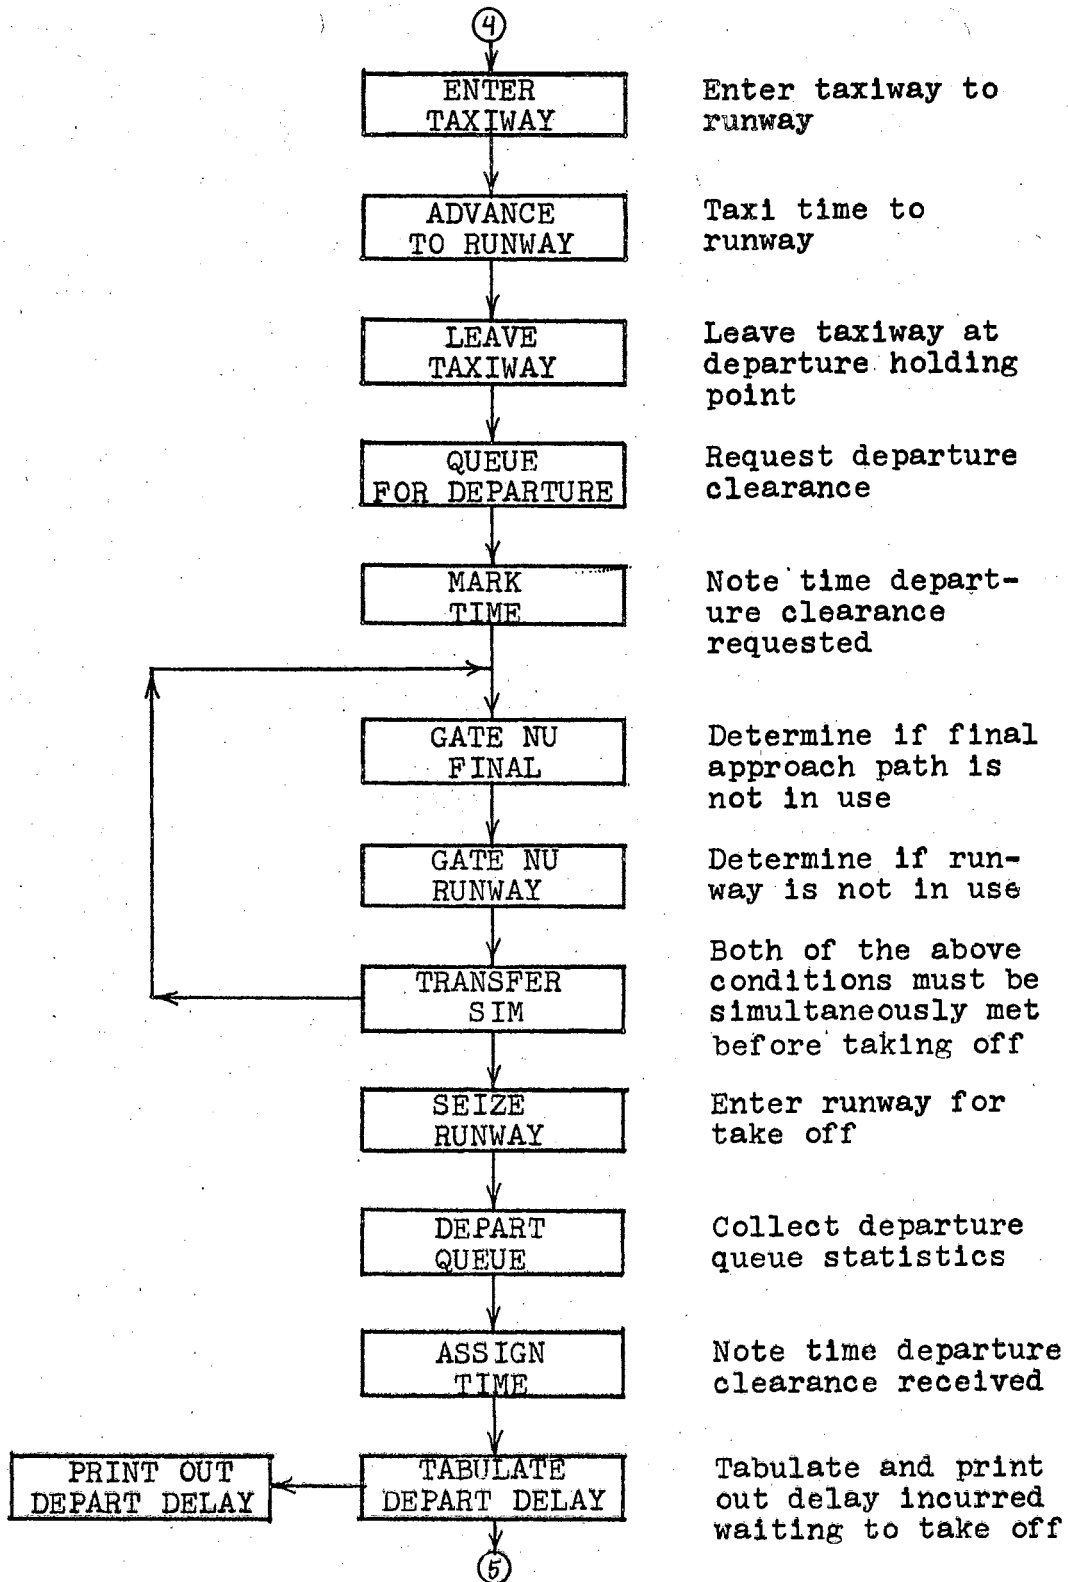 4
ENTER
TAXIWAY
Enter taxiway to
runway
ADVANCE
TO RUNWAY
Taxi time to
runway
LEAVE
TAXIWAY
Leave taxiway at
departure holding
point
QUEUE
FOR DEPARTURE
Request departure
clearance
MARK
TIME
Note time depart-
ure clearance
requested
GATE NU
FINAL
Determine if final
approach path is
not in use
GATE NU
RUNWAY
Determine if run-
way is not in use
TRANSFER
SIM
Both of the above
conditions must be
simultaneously met
before taking off
SEIZE
RUNWAY
Enter runway for
take off
DEPART
QUEUE
Collect departure
queue statistics
ASSIGN
TIME
Note time departure
clearance received
PRINT OUT
DEPART DELAY
TABULATE
DEPART DELAY
Tabulate and print
out delay incurred
waiting to take off
5